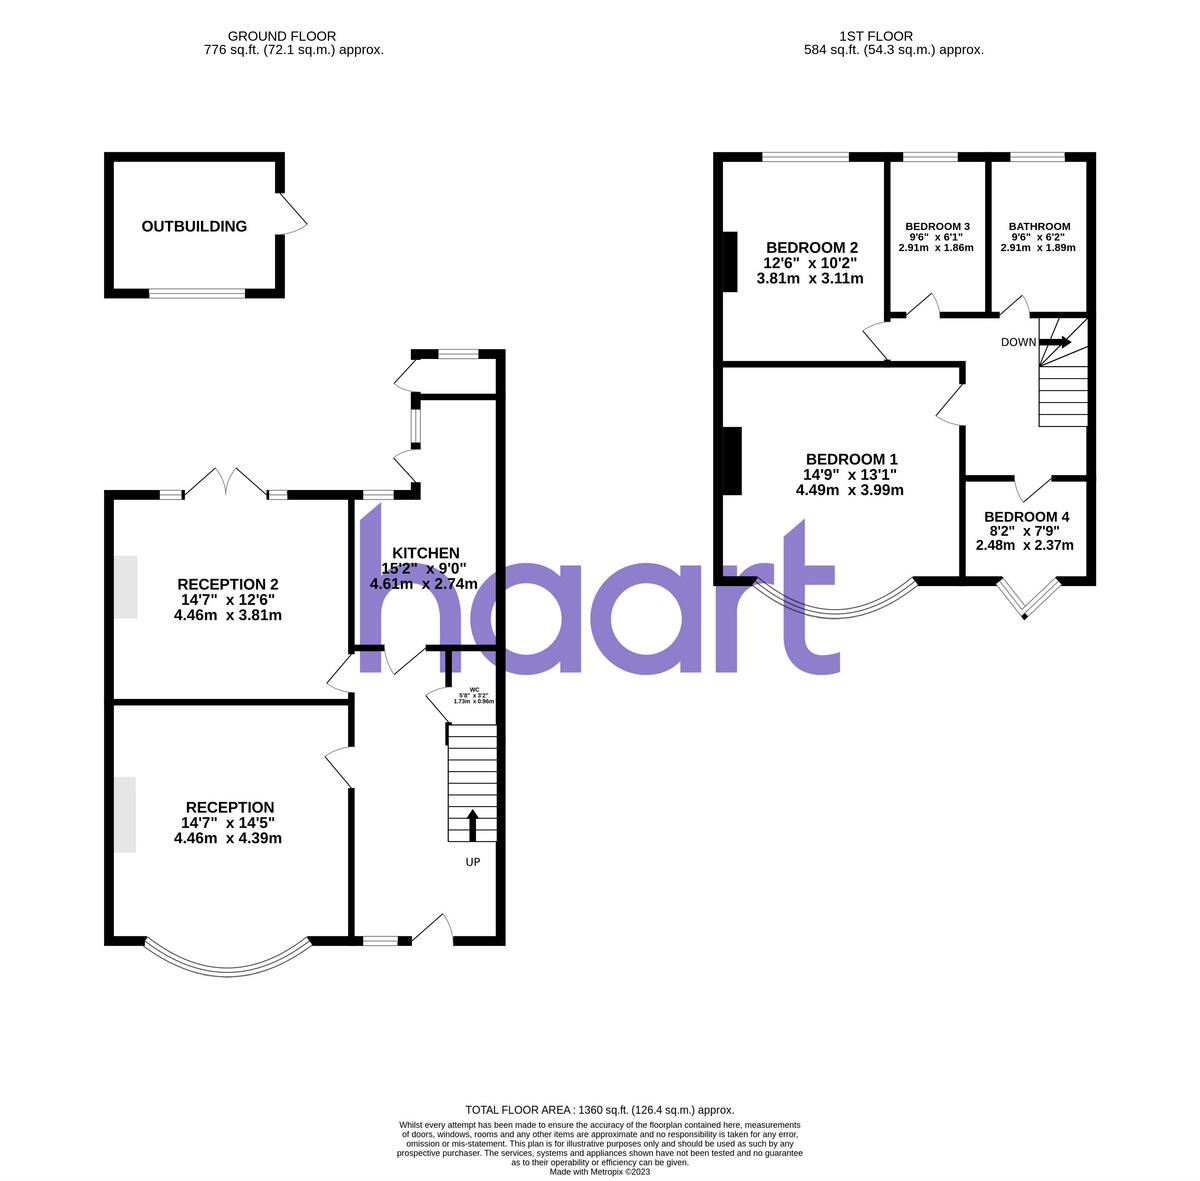 GROUND FLOOR
776 sq.ft. (72.1 sq.m.) approx.
1ST FLOOR
584 sq.ft. (54.3 sq.m.) approx.
OUTBUILDING
BEDROOM 2
12'6" x 10'2"
3.81m x 3.11m
BEDROOM 3
9'6" x 6'1"
2.91m x 1.86m
BATHROOM
9'6" x 6'2"
2.91m x 1.89m
DOWN
BEDROOM 1
14'9" x 13'1"
4.49m x 3.99m
BEDROOM 4
8'2" x 7'9"
2.48m x 2.37m
KITCHEN
15'2" x 9'0"
4.61m x 2.74m
haart
RECEPTION 2
14'7" x 12'6"
4.46m x 3.81m
WC
5'8" x 3'2"
1.73m x 0.96m
RECEPTION
14'7" x 14'5"
4.46m x 4.39m
UP
TOTAL FLOOR AREA : 1360 sq.ft. (126.4 sq.m.) approx.
Whilst every attempt has been made to ensure the accuracy of the floorplan contained here, measurements
of doors, windows, rooms and any other items are approximate and no responsibility is taken for any error,
omission or mis-statement. This plan is for illustrative purposes only and should be used as such by any
prospective purchaser. The services, systems and appliances shown have not been tested and no guarantee
as to their operability or efficiency can be given.
Made with Metropix ©2023